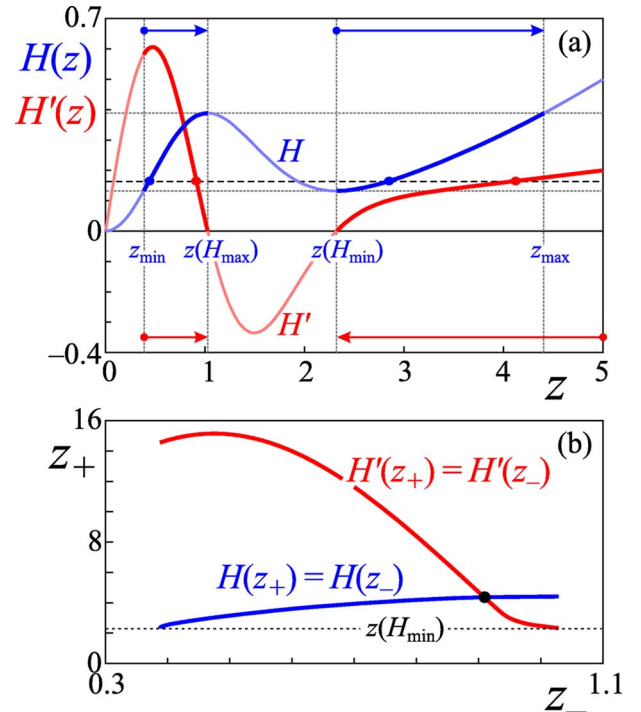 0.7
(a)
H(z)
H′(z)
H
0
z_min
z(H_max)
z(H_min)
z_max
H′
−0.4
0
1
2
3
4
5
z
16
(b)
z_+
H′(z_+) = H′(z_−)
8
H(z_+) = H(z_−)
z(H_min)
0
0.3
1.1
z_−